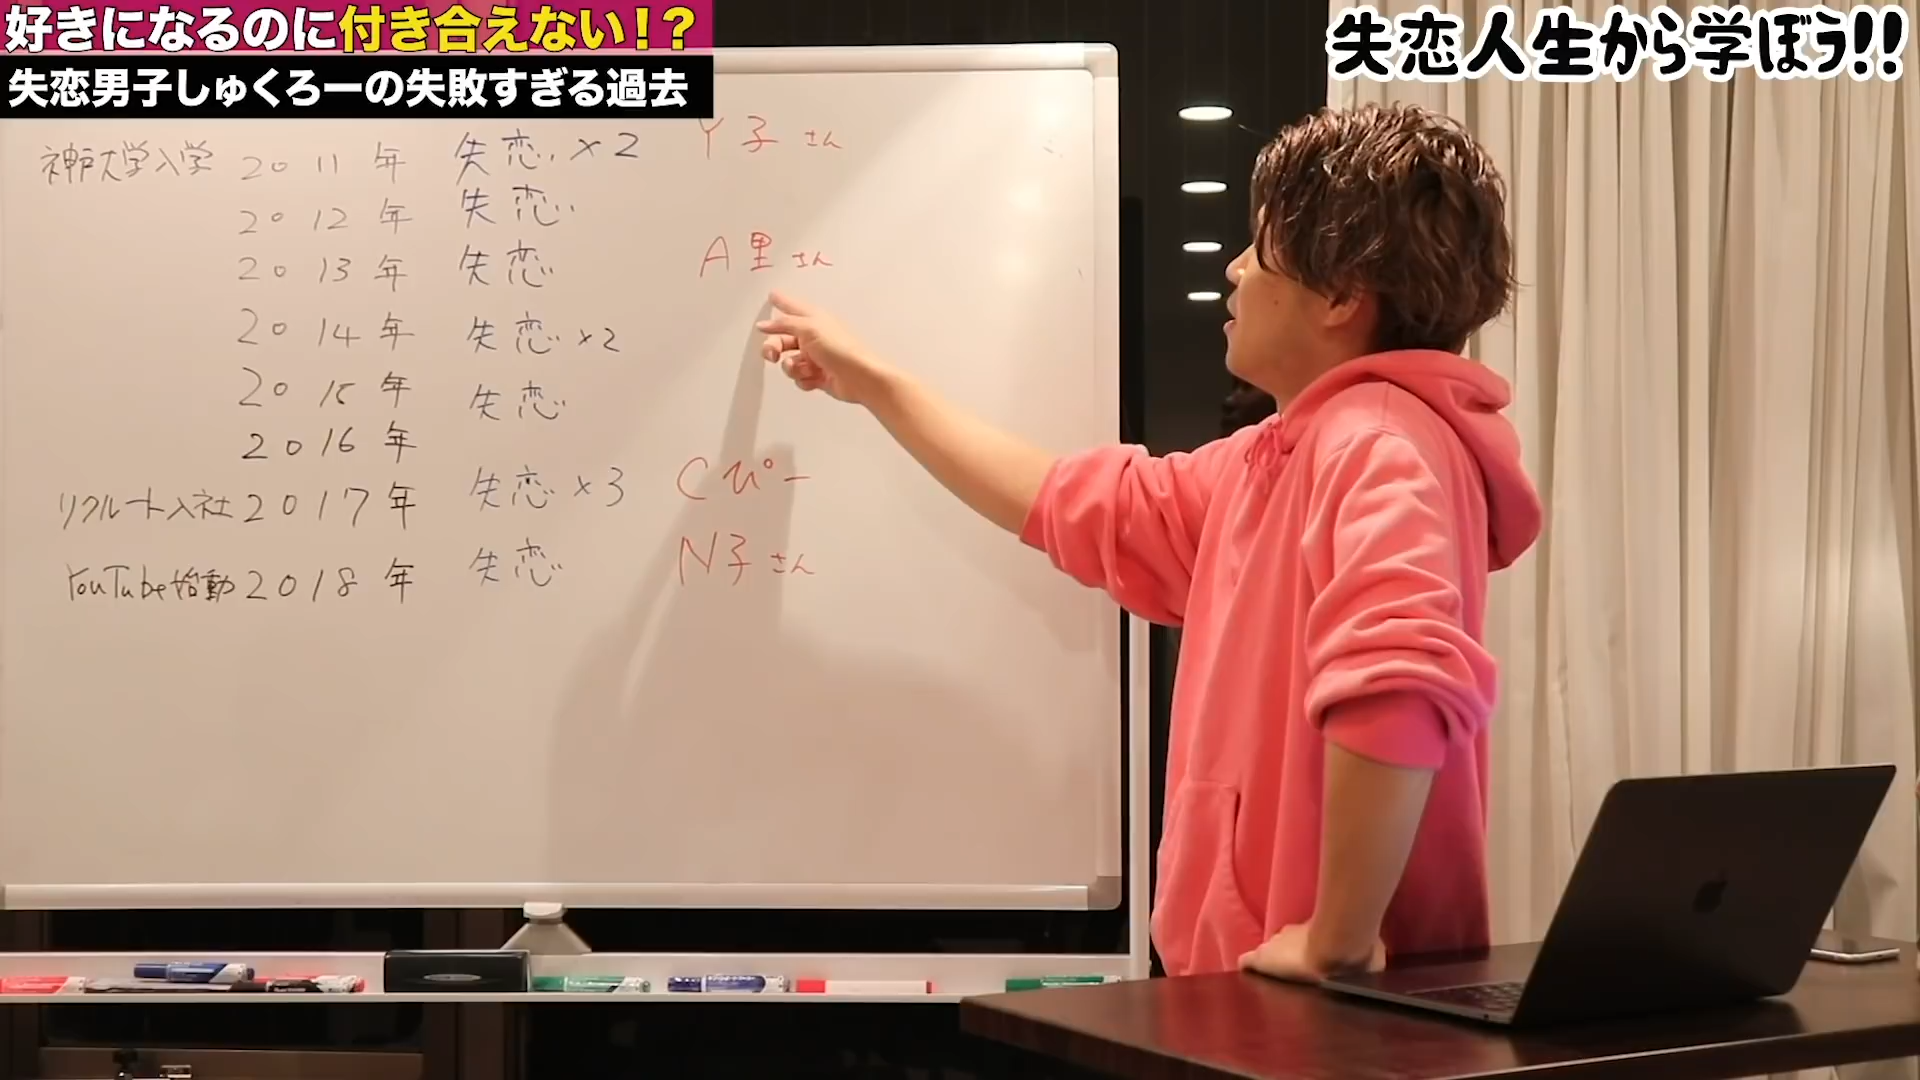 好きになるのに付き合えない！？
失恋男子しゅくろーの失敗すぎる過去
失恋人生から学ぼう!!
神戸大学入学 2011年 失恋×2 Y子さん
2012年 失恋
2013年 失恋 A里さん
2014年 失恋×2
2015年 失恋
2016年
リクルート入社 2017年 失恋×3 Cぴー
YouTube始動 2018年 失恋 N子さん